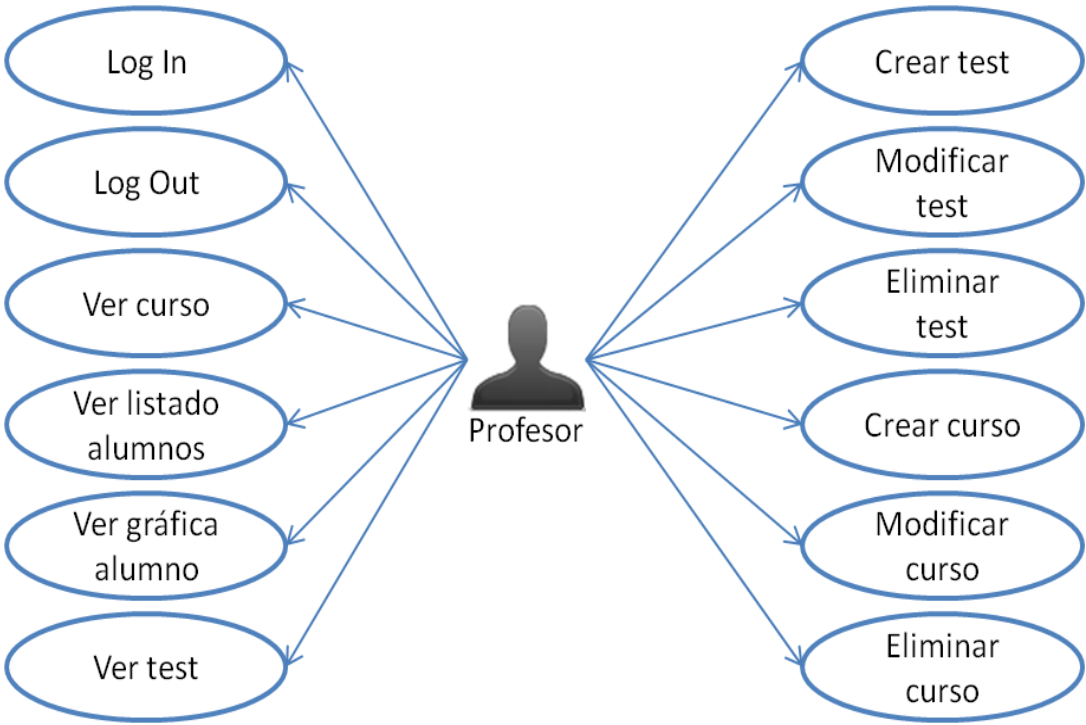 Log In
Log Out
Ver curso
Ver listado
alumnos
Ver gráfica
alumno
Ver test
Profesor
Crear test
Modificar
test
Eliminar
test
Crear curso
Modificar
curso
Eliminar
curso